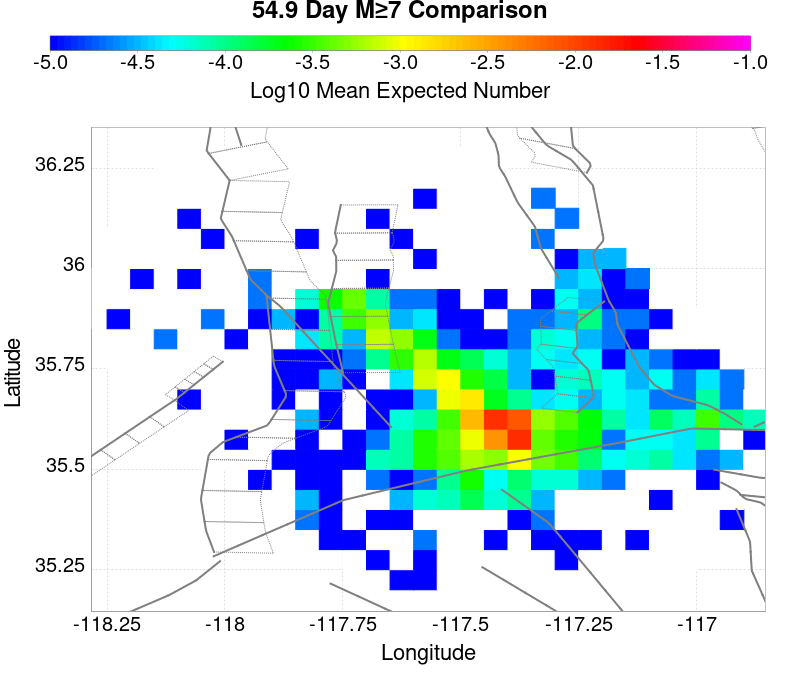 54.9 Day M≥7 Comparison
-5.0 -4.5 -4.0 -3.5 -3.0 -2.5 -2.0 -1.5 -1.0
Log10 Mean Expected Number
36.25
36
35.75
35.5
35.25
Latitude
-118.25 -118 -117.75 -117.5 -117.25 -117
Longitude